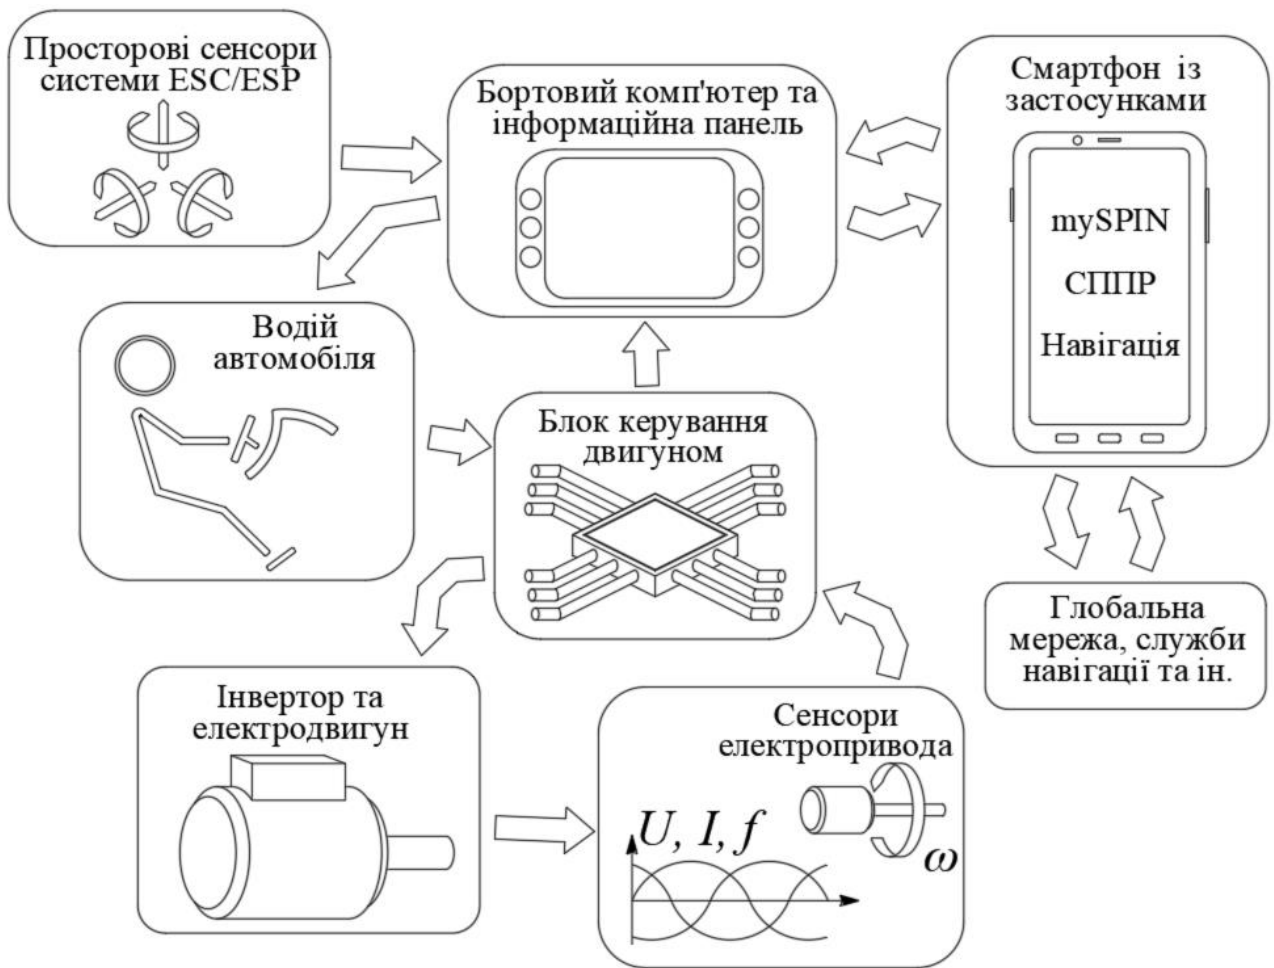 Просторові сенсори
системи ESC/ESP
Бортовий комп'ютер та
інформаційна панель
Смартфон із
застосунками
mySPIN
СППР
Навігація
Водій
автомобіля
Блок керування
двигуном
Глобальна
мережа, служби
навігації та ін.
Інвертор та
електродвигун
Сенсори
електропривода
U, I, f
ω